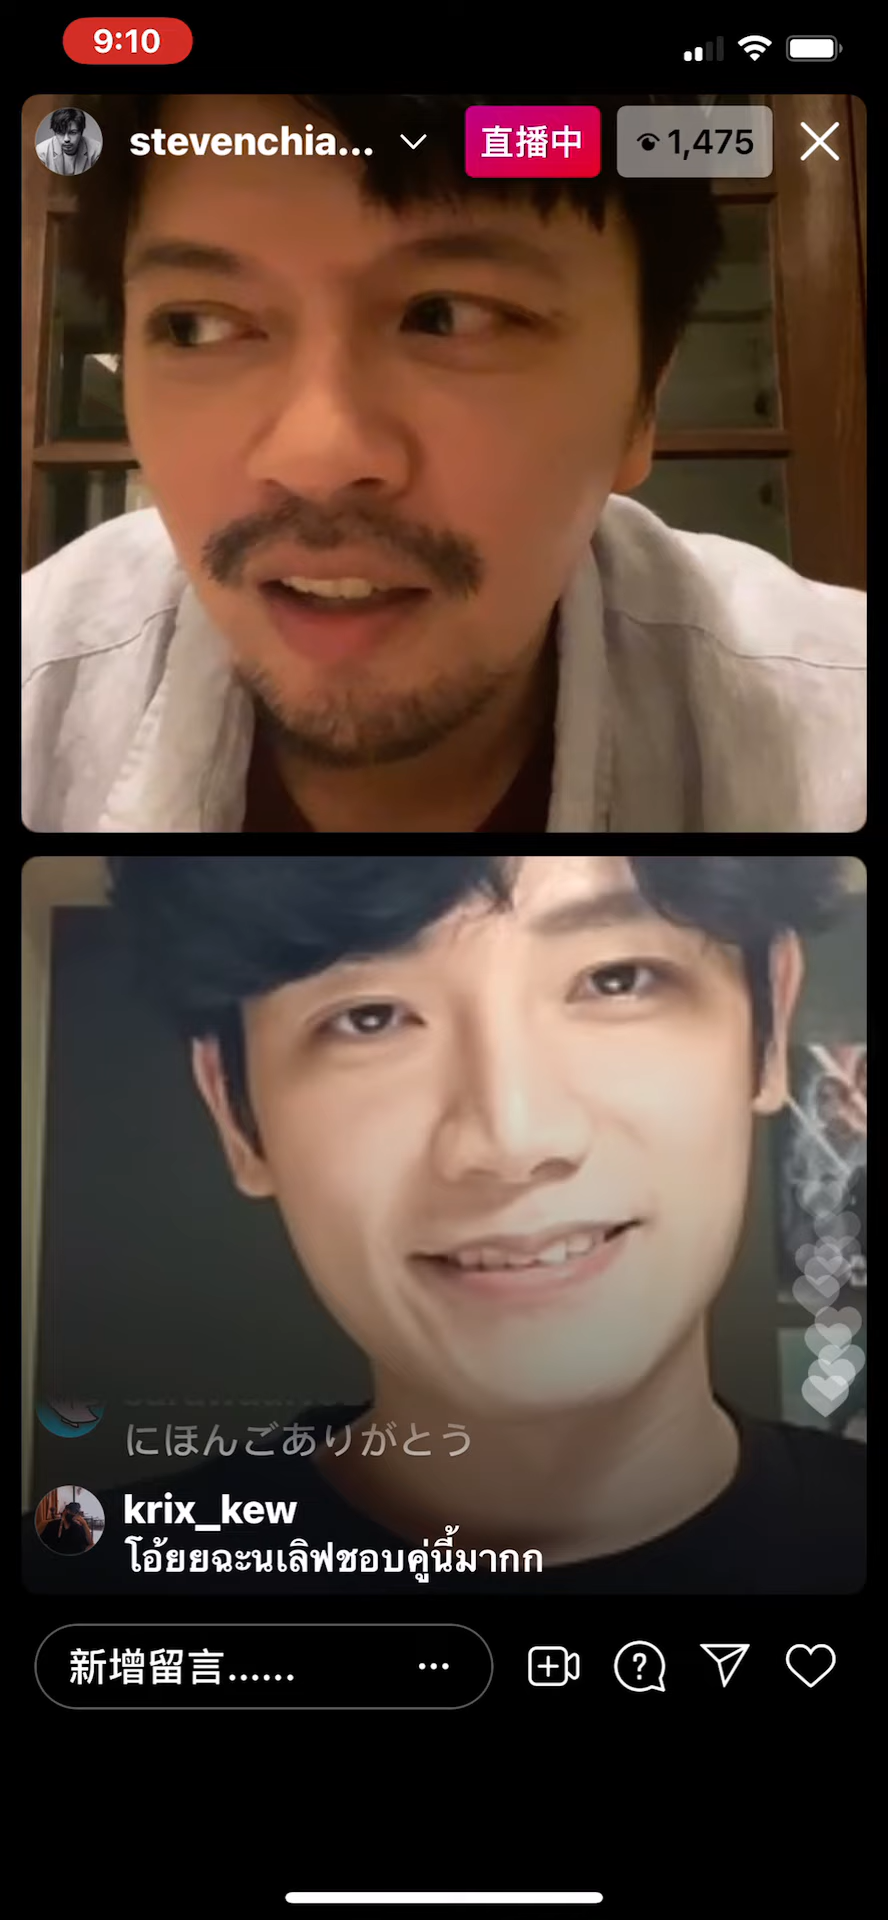 9:10
stevenchia...
直播中
1,475
にほんごありがとう
krix_kew
โอ้ยยฉะนเลิฟชอบคู่นี้มากก
新增留言......